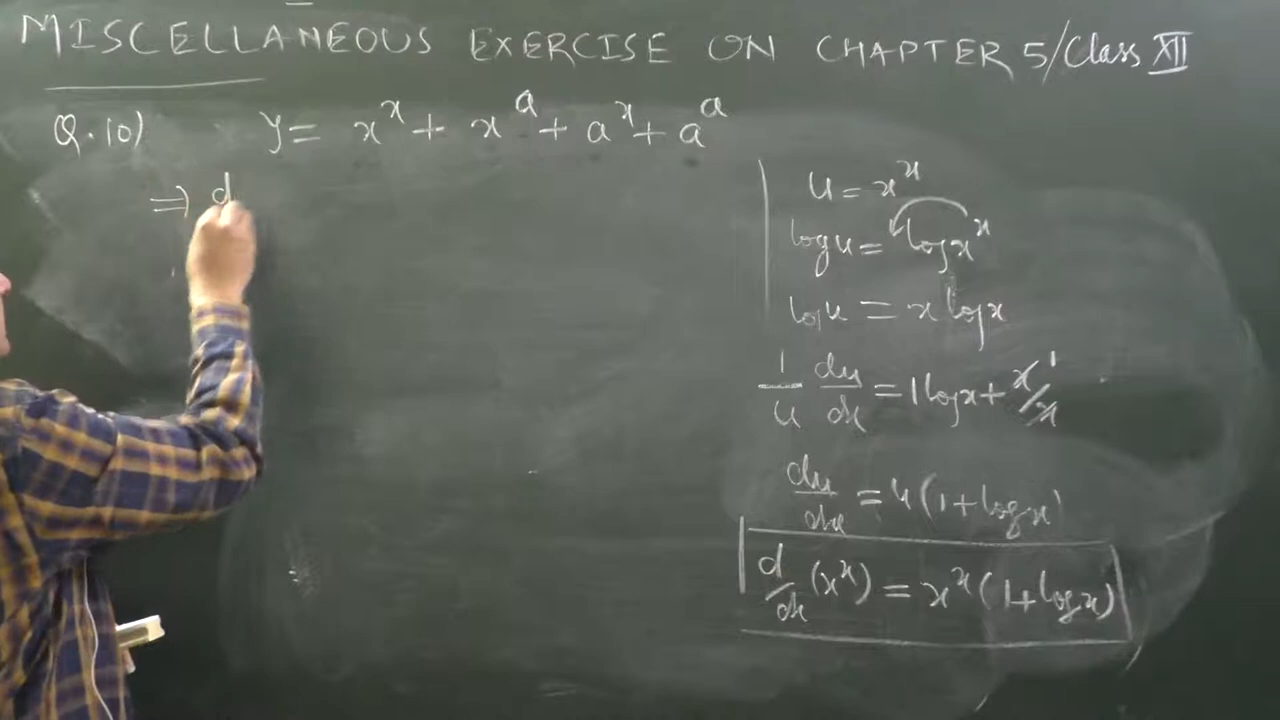 MISCELLANEOUS EXERCISE ON CHAPTER 5/Class XII
Q.10) y = x^x + x^a + a^x + a^a
⇒ d
u = x^x
log u = log x^x
log u = x log x
1/u du/dx = 1 log x + x/x 1
du/dx = u(1+log x)
d/dx (x^x) = x^x (1+log x)